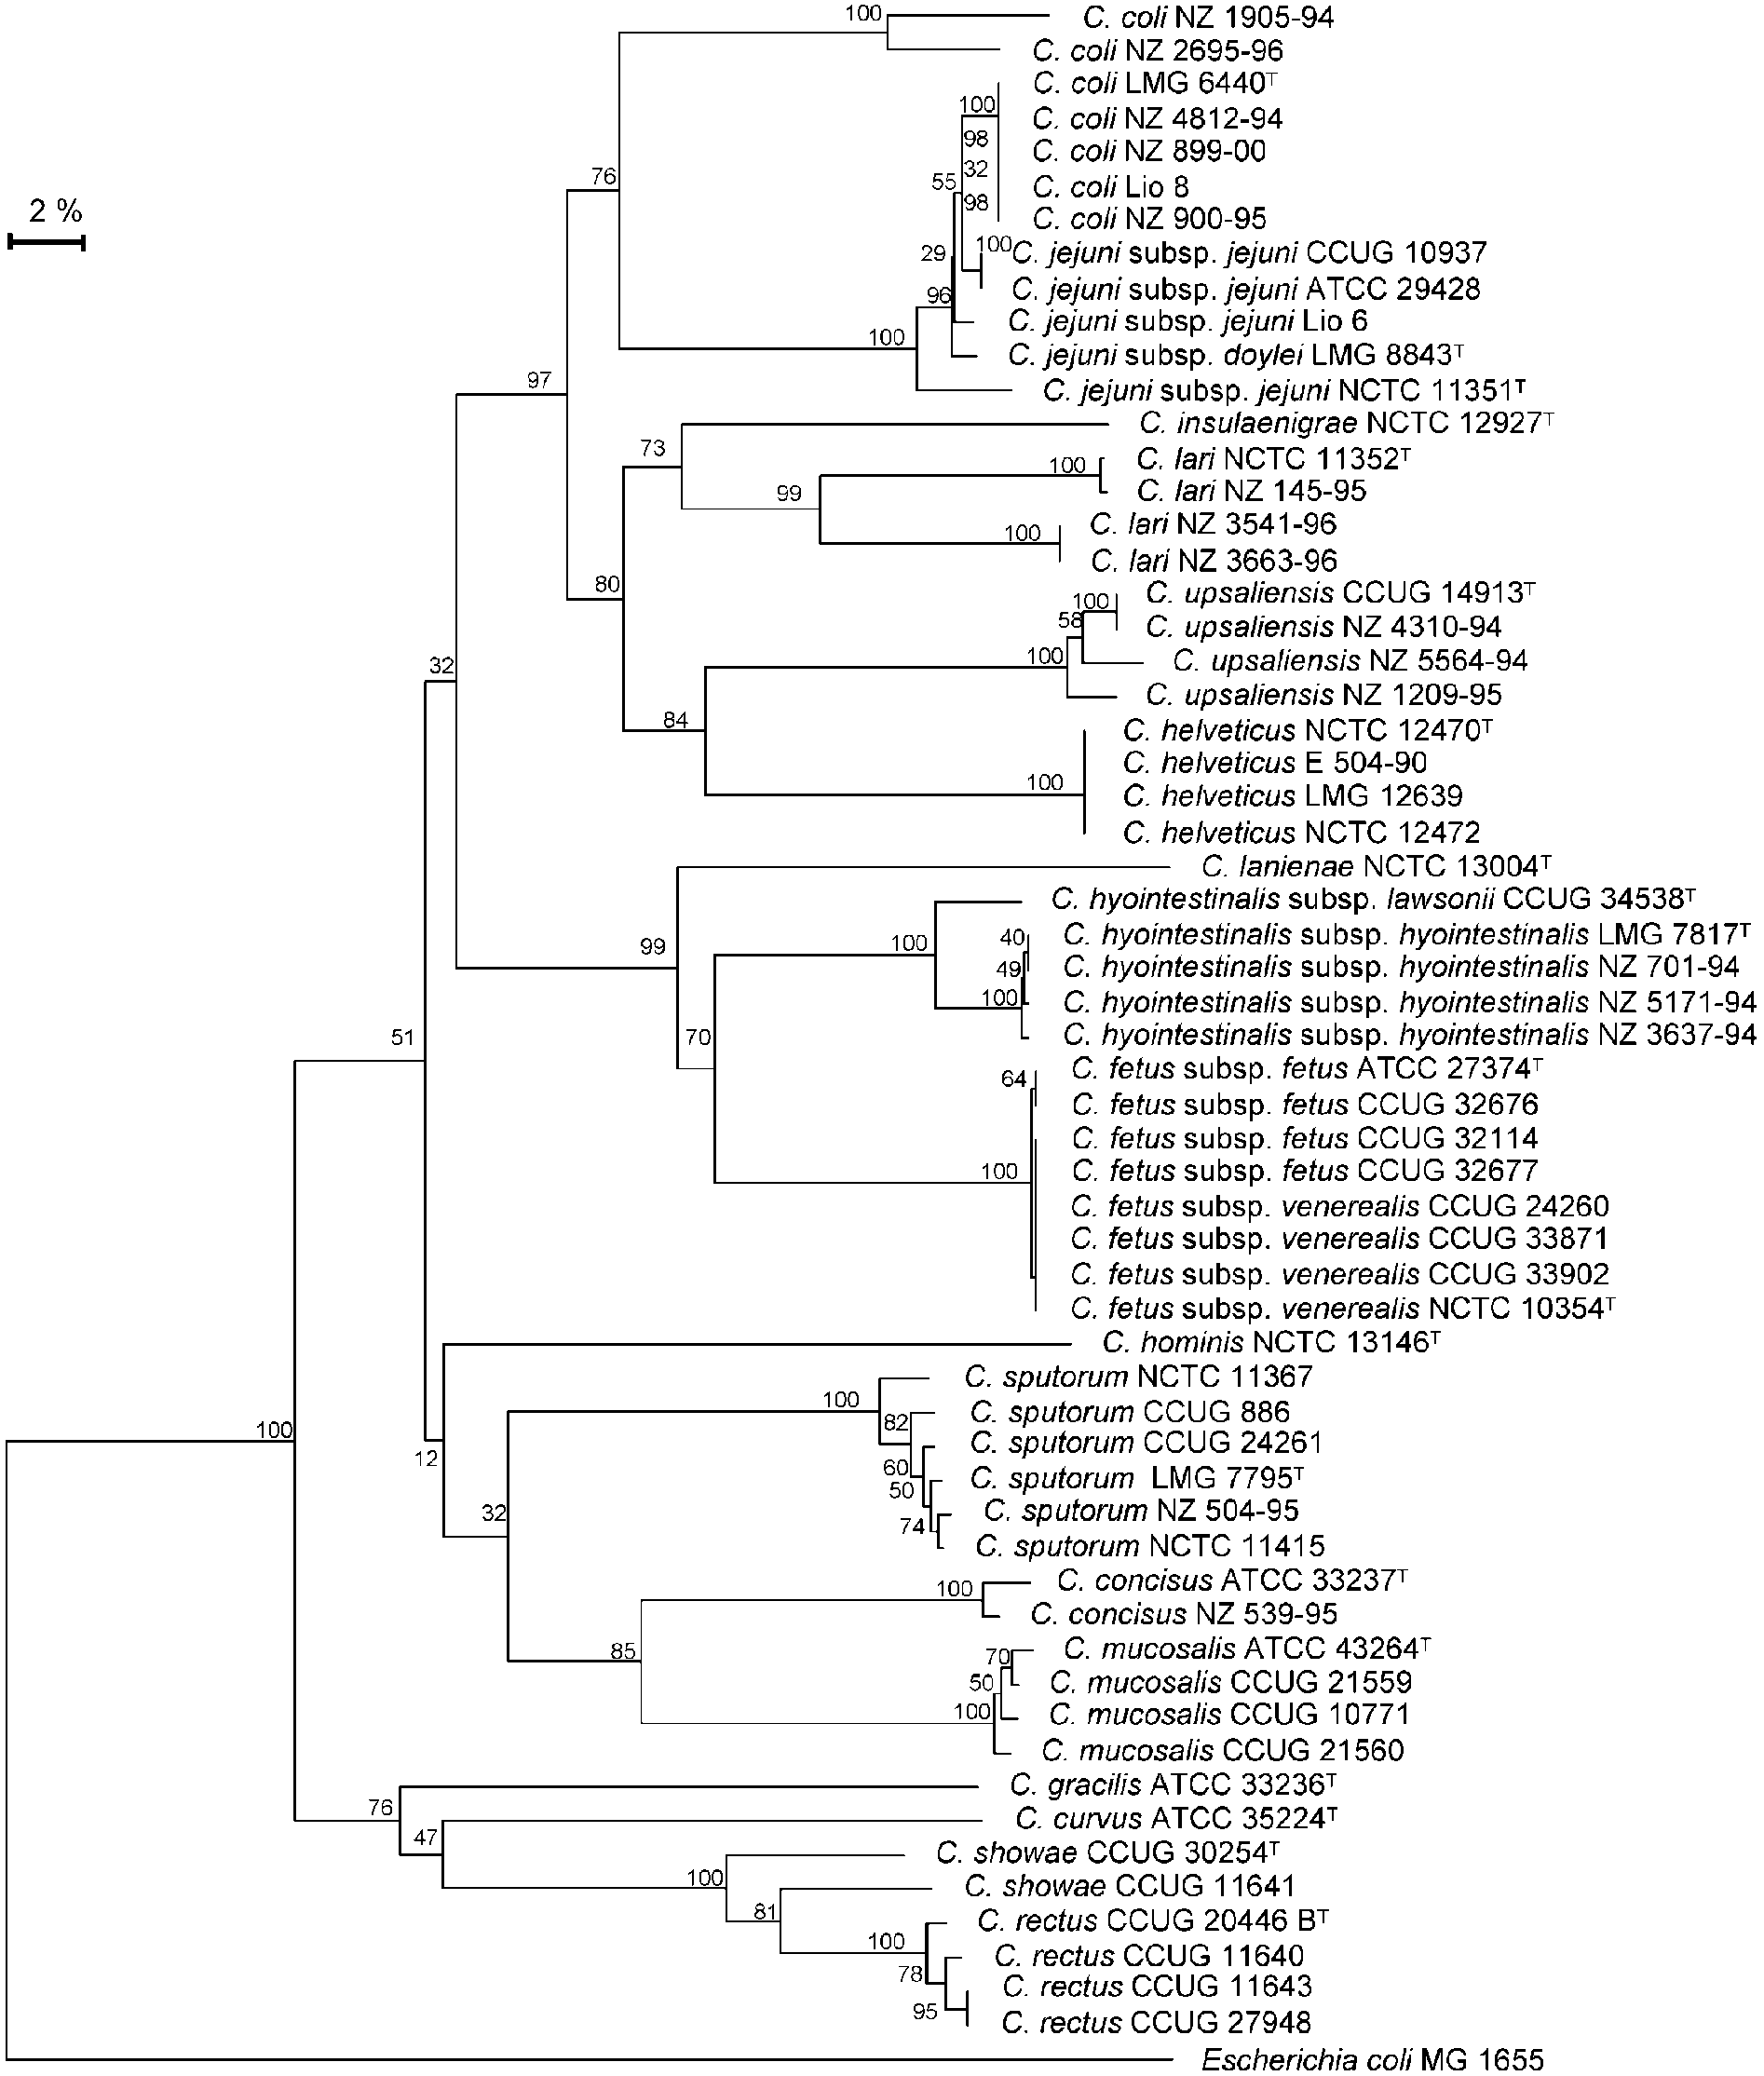 100
C. coli NZ 1905-94
C. coli NZ 2695-96
C. coli LMG 6440ᵀ
100
C. coli NZ 4812-94
98
C. coli NZ 899-00
32
76
55
C. coli Lio 8
98
2 %
C. coli NZ 900-95
29
100
C. jejuni subsp. jejuni CCUG 10937
96
C. jejuni subsp. jejuni ATCC 29428
C. jejuni subsp. jejuni Lio 6
100
C. jejuni subsp. doylei LMG 8843ᵀ
97
C. jejuni subsp. jejuni NCTC 11351ᵀ
C. insulaenigrae NCTC 12927ᵀ
73
100
C. lari NCTC 11352ᵀ
99
C. lari NZ 145-95
100
C. lari NZ 3541-96
C. lari NZ 3663-96
80
100
C. upsaliensis CCUG 14913ᵀ
58
C. upsaliensis NZ 4310-94
32
100
C. upsaliensis NZ 5564-94
C. upsaliensis NZ 1209-95
84
C. helveticus NCTC 12470ᵀ
C. helveticus E 504-90
100
C. helveticus LMG 12639
C. helveticus NCTC 12472
C. lanienae NCTC 13004ᵀ
C. hyointestinalis subsp. lawsonii CCUG 34538ᵀ
99
100
40
C. hyointestinalis subsp. hyointestinalis LMG 7817ᵀ
49
C. hyointestinalis subsp. hyointestinalis NZ 701-94
100
C. hyointestinalis subsp. hyointestinalis NZ 5171-94
51
70
C. hyointestinalis subsp. hyointestinalis NZ 3637-94
64
C. fetus subsp. fetus ATCC 27374ᵀ
C. fetus subsp. fetus CCUG 32676
C. fetus subsp. fetus CCUG 32114
100
C. fetus subsp. fetus CCUG 32677
C. fetus subsp. venerealis CCUG 24260
C. fetus subsp. venerealis CCUG 33871
C. fetus subsp. venerealis CCUG 33902
C. fetus subsp. venerealis NCTC 10354ᵀ
C. hominis NCTC 13146ᵀ
C. sputorum NCTC 11367
100
100
82
C. sputorum CCUG 886
12
C. sputorum CCUG 24261
60
C. sputorum LMG 7795ᵀ
50
32
C. sputorum NZ 504-95
74
C. sputorum NCTC 11415
100
C. concisus ATCC 33237ᵀ
C. concisus NZ 539-95
85
70
C. mucosalis ATCC 43264ᵀ
50
C. mucosalis CCUG 21559
100
C. mucosalis CCUG 10771
C. mucosalis CCUG 21560
C. gracilis ATCC 33236ᵀ
76
C. curvus ATCC 35224ᵀ
47
C. showae CCUG 30254ᵀ
100
C. showae CCUG 11641
81
C. rectus CCUG 20446 Bᵀ
100
C. rectus CCUG 11640
78
C. rectus CCUG 11643
95
C. rectus CCUG 27948
Escherichia coli MG 1655